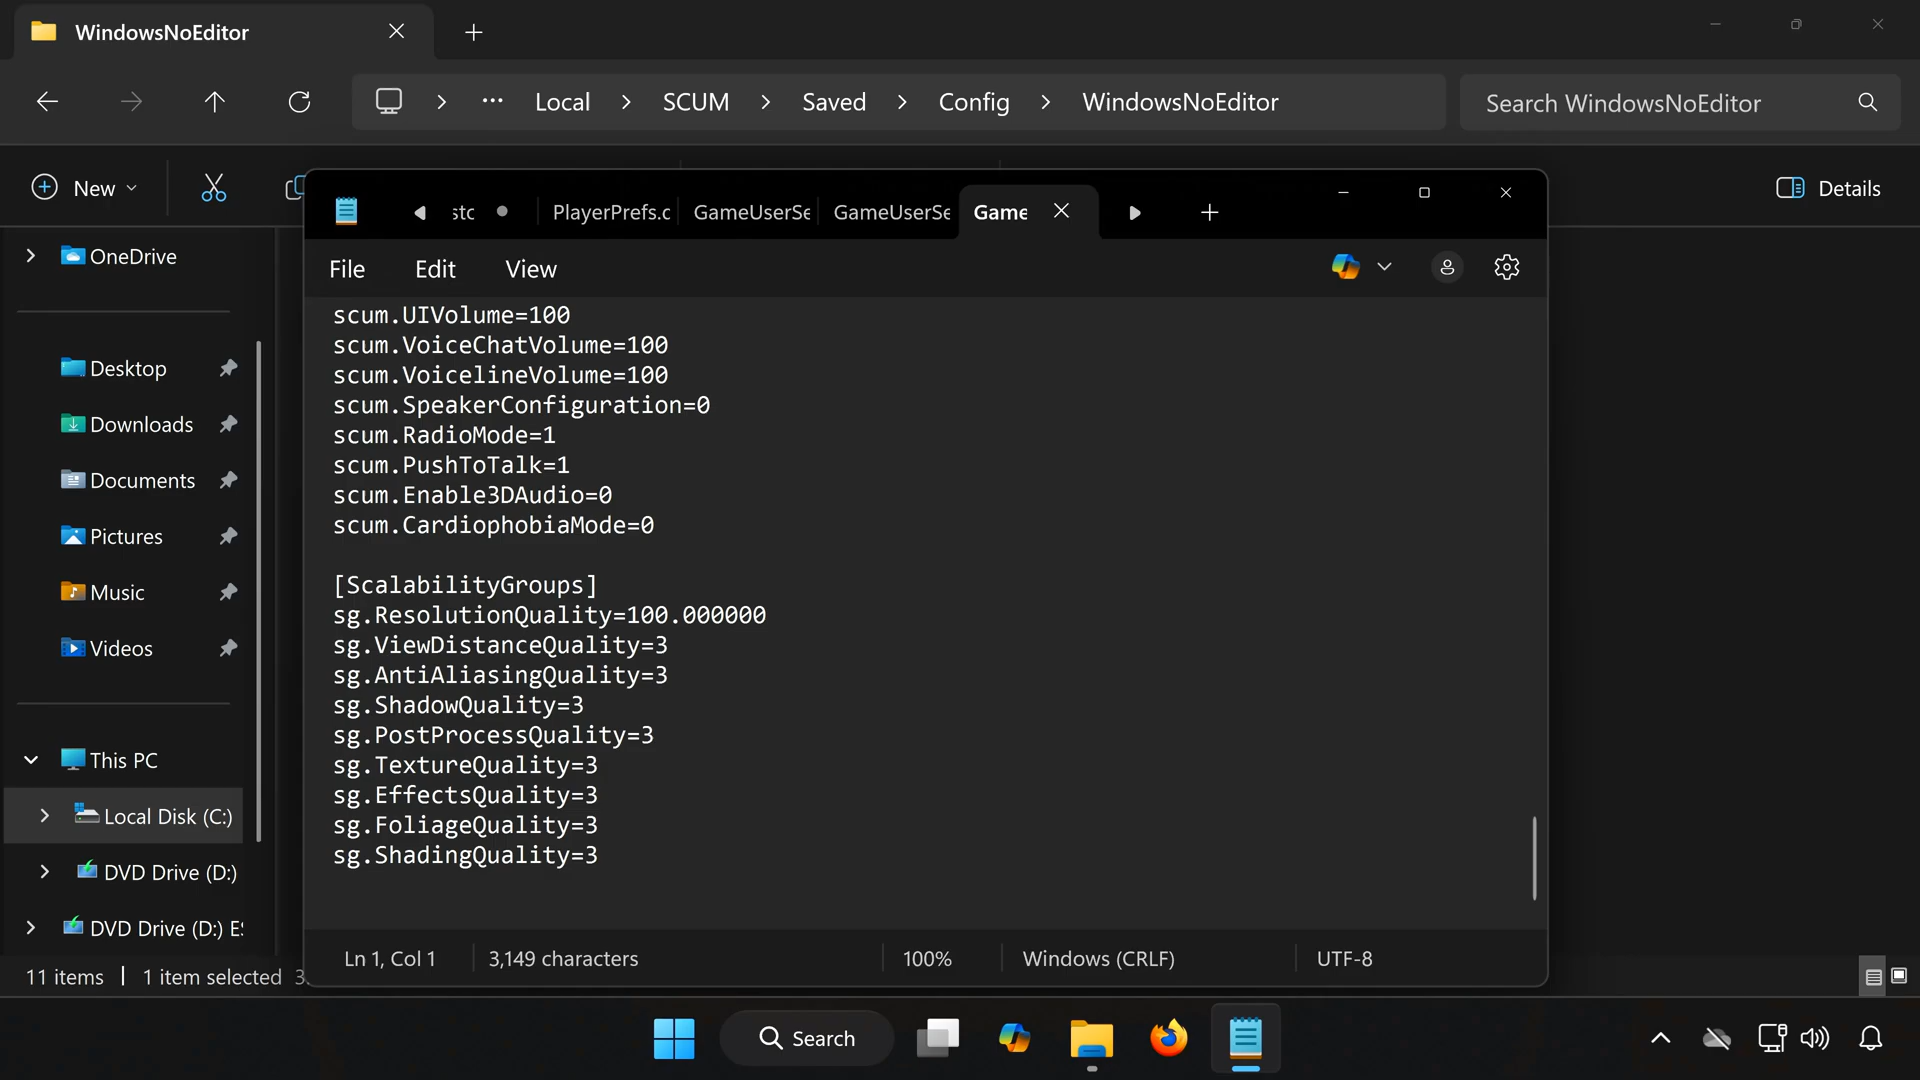 WindowsNoEditor
Local
SCUM
Saved
Config
WindowsNoEditor
Search WindowsNoEditor
New
Details
stc
PlayerPrefs.c
GameUserSe
GameUserSe
Game
File
Edit
View
OneDrive
Desktop
Downloads
Documents
Pictures
Music
Videos
This PC
Local Disk (C:)
DVD Drive (D:)
DVD Drive (D:) ES
scum.UIVolume=100
scum.VoiceChatVolume=100
scum.VoicelineVolume=100
scum.SpeakerConfiguration=0
scum.RadioMode=1
scum.PushToTalk=1
scum.Enable3DAudio=0
scum.CardiophobiaMode=0
[ScalabilityGroups]
sg.ResolutionQuality=100.000000
sg.ViewDistanceQuality=3
sg.AntiAliasingQuality=3
sg.ShadowQuality=3
sg.PostProcessQuality=3
sg.TextureQuality=3
sg.EffectsQuality=3
sg.FoliageQuality=3
sg.ShadingQuality=3
Ln 1, Col 1
3,149 characters
100%
Windows (CRLF)
UTF-8
11 items
1 item selected
3.
Search